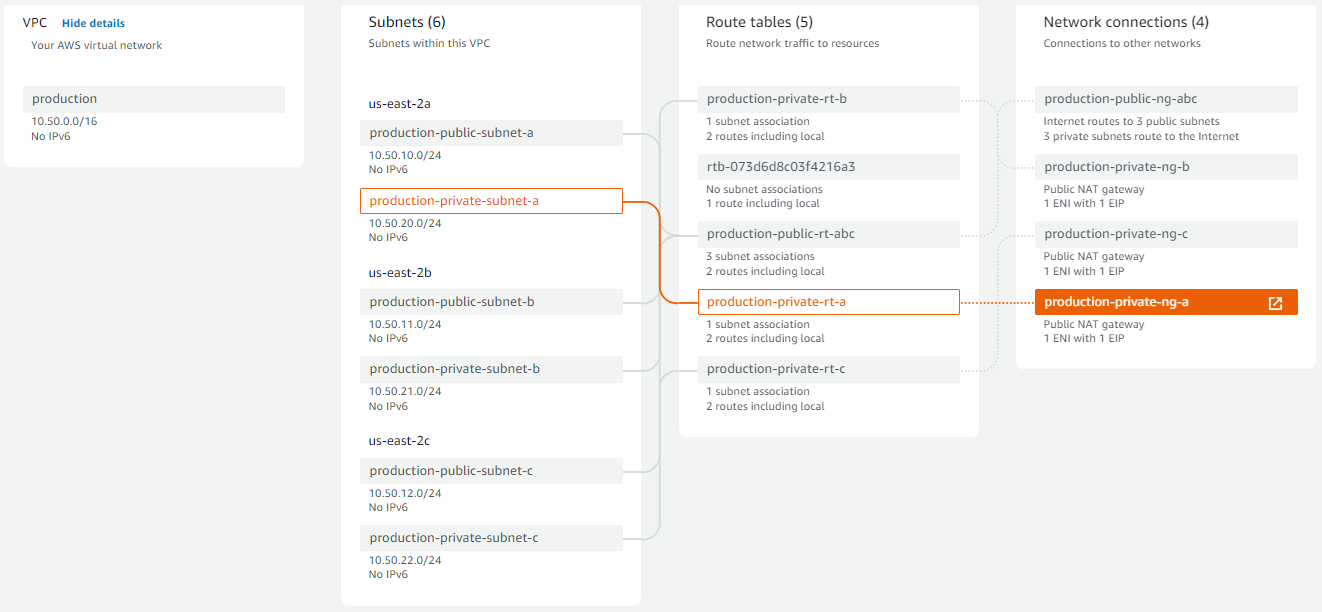 VPC Hide details
Your AWS virtual network
production
10.50.0.0/16
No IPv6
Subnets (6)
Subnets within this VPC
us-east-2a
production-public-subnet-a
10.50.10.0/24
No IPv6
production-private-subnet-a
10.50.20.0/24
No IPv6
us-east-2b
production-public-subnet-b
10.50.11.0/24
No IPv6
production-private-subnet-b
10.50.21.0/24
No IPv6
us-east-2c
production-public-subnet-c
10.50.12.0/24
No IPv6
production-private-subnet-c
10.50.22.0/24
No IPv6
Route tables (5)
Route network traffic to resources
production-private-rt-b
1 subnet association
2 routes including local
rtb-073d6d8c03f4216a3
No subnet associations
1 route including local
production-public-rt-abc
3 subnet associations
2 routes including local
production-private-rt-a
1 subnet association
2 routes including local
production-private-rt-c
1 subnet association
2 routes including local
Network connections (4)
Connections to other networks
production-public-ng-abc
Internet routes to 3 public subnets
3 private subnets route to the Internet
production-private-ng-b
Public NAT gateway
1 ENI with 1 EIP
production-private-ng-c
Public NAT gateway
1 ENI with 1 EIP
production-private-ng-a
Public NAT gateway
1 ENI with 1 EIP